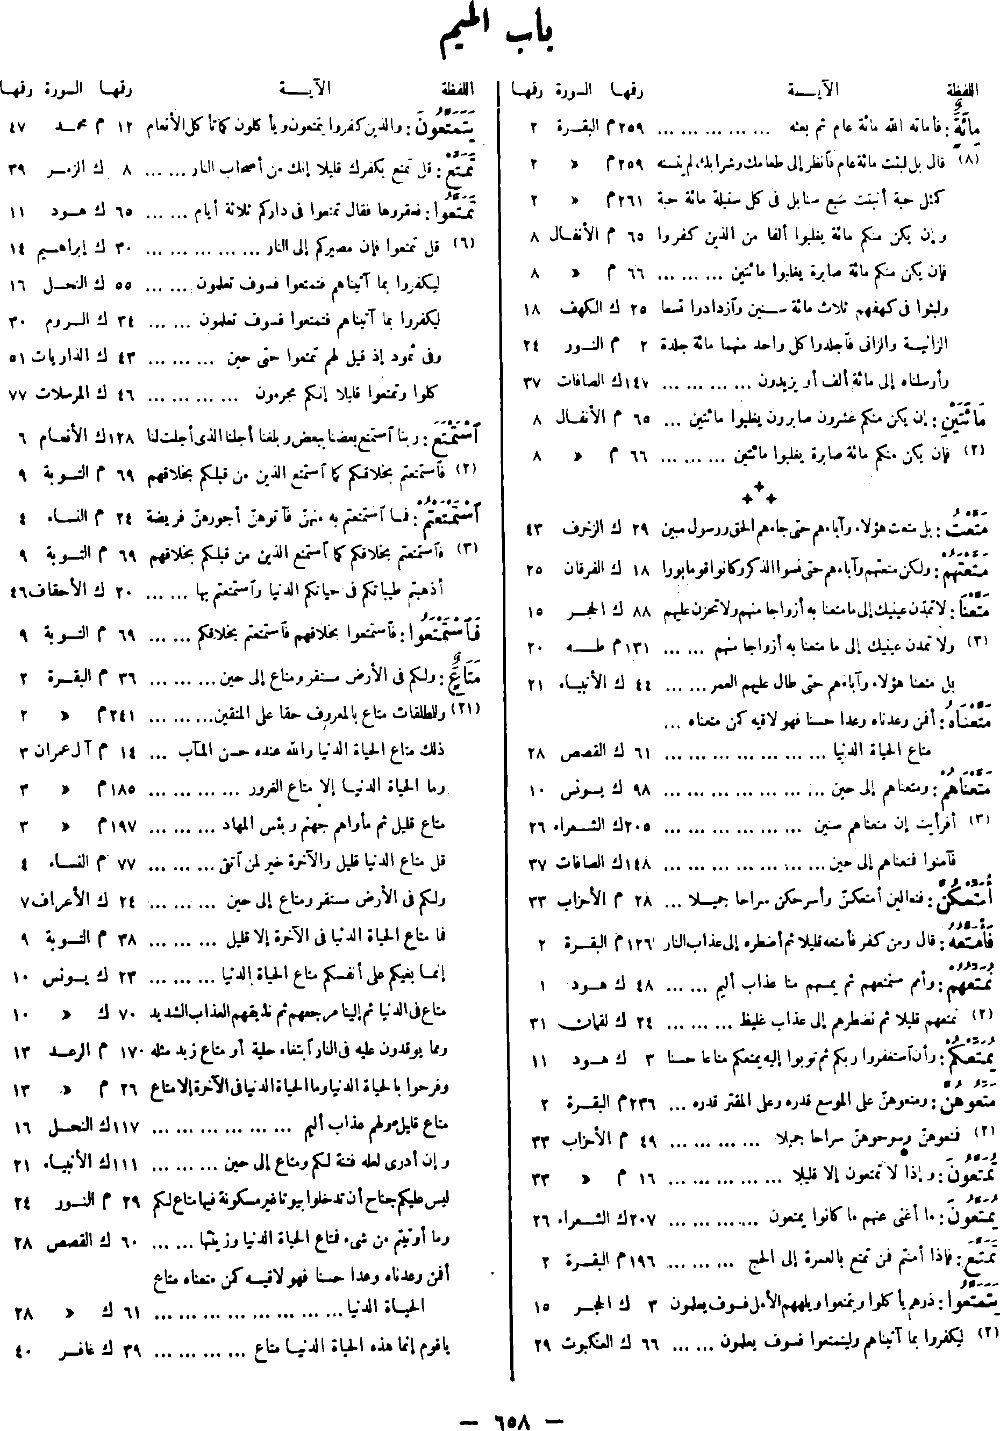 باب الميم
اللفظة الآيــة رقمها السورة رقمها
مِائَةٌ : فأماته الله مائة عام ثم بعثه ... ... ... ... ٢٥٩ م البقرة ٢
(٨) قال بل لبثت مائة عام فأنظر إلى طعامك وشرابك لم يتسنه ٢٥٩ م « ٢
كمثل حبة أنبتت سبع سنابل فى كل سنبلة مائة حبة ٢٦١ م « ٢
وإن يكن منكم مائة يغلبوا ألفا من الذين كفروا ٦٥ م الأنفال ٨
فإن يكن منكم مائة صابرة يغلبوا مائتين ... ... ... ٦٦ م « ٨
ولبثوا فى كهفهم ثلاث مائة سنين وآزدادوا تسعا ٢٥ ك الكهف ١٨
الزانية والزانى فآجلدوا كل واحد منهما مائة جلدة ٢ م النور ٢٤
وأرسلناه إلى مائة ألف أو يزيدون ... ... ... ... ١٤٧ ك الصافات ٣٧
مِائَتَيْنِ : إن يكن منكم عشرون صابرون يغلبوا مائتين ... ٦٥ م الأنفال ٨
(٢) فإن يكن منكم مائة صابرة يغلبوا مائتين ... ... ... ٦٦ م « ٨
مَتَّعْتُ : بل متعت هؤلاء وآباءهم حتى جاءهم الحق ورسول مبين ٢٩ ك الزخرف ٤٣
مَتَّعْتَهُمْ : ولكن متعتهم وآباءهم حتى نسوا الذكر وكانوا قوما بورا ١٨ ك الفرقان ٢٥
مَتَّعْنَا : لا تمدّن عينيك إلى ما متعنا به أزواجا منهم ولا تحزن عليهم ٨٨ ك الحجر ١٥
(٣) ولا تمدن عينيك إلى ما متعنا به أزواجا منهم ... ... ١٣١ م طه ٢٠
بل متعنا هؤلاء وآباءهم حتى طال عليهم العمر ... ... ٤٤ ك الأنبياء ٢١
مَتَّعْنَاهُ : أفمن وعدناه وعدا حسنا فهو لاقيه كمن متعناه ...
متاع الحياة الدنيا ... ... ... ... ... ... ... ٦١ ك القصص ٢٨
مَتَّعْنَاهُمْ : ومتعناهم إلى حين ... ... ... ... ... ... ... ٩٨ ك يونس ١٠
(٣) أفرأيت إن متعناهم سنين ... ... ... ... ... ... ٢٠٥ ك الشعراء ٢٦
فآمنوا فمتعناهم إلى حين ... ... ... ... ... ... ... ١٤٨ ك الصافات ٣٧
أُمَتِّعْكُنَّ : فتعالين أمتعكنّ وأسرحكن سراحا جميلا ... ... ٢٨ م الأحزاب ٣٣
فَأُمَتِّعُهُ : قال ومن كفر فأمتعه قليلا ثم أضطره إلى عذاب النار ١٢٦ م البقرة ٢
نُمَتِّعُهُمْ : وأمم سنمتعهم ثم يمسهم منا عذاب أليم ... ... ٤٨ ك هود ١
(٢) نمتعهم قليلا ثم نضطرهم إلى عذاب غليظ ... ... ... ٢٤ ك لقمان ٣١
يُمَتِّعْكُمْ : وأن آستغفروا ربكم ثم توبوا إليه يمتعكم متاعا حسنا ٣ ك هود ١١
مَتِّعُوهُنَّ : ومتعوهنّ على الموسع قدره وعلى المقتر قدره ... ٢٣٦ م البقرة ٢
(٢) فمتعوهنّ وسرحوهنّ سراحا جميلا ... ... ... ... ٤٩ م الأحزاب ٣٣
تُمَتَّعُونَ : وإذا لا تمتعون إلا قليلا ... ... ... ... ... ... ١٦ م « ٣٣
يُمَتَّعُونَ : ما أغنى عنهم ما كانوا يمتعون ... ... ... ... ٢٠٧ ك الشعراء ٢٦
تَمَتَّعَ : فإذا أمنتم فمن تمتع بالعمرة إلى الحج ... ... ... ١٩٦ م البقرة ٢
يَتَمَتَّعُوا : ذرهم يأكلوا ويتمتعوا ويلههم الأمل فسوف يعلمون ٣ ك الحجر ١٥
(٢) ليكفروا بما آتيناهم وليتمتعوا فسوف يعلمون ... ... ٦٦ ك العنكبوت ٢٩
اللفظة الآيــة رقمها السورة رقمها
يَتَمَتَّعُونَ : والذين كفروا يتمتعون ويأكلون كما تأكل الأنعام ١٢ م محمد ٤٧
تَمَتَّعْ : قل تمتع بكفرك قليلا إنك من أصحاب النار ... ... ٨ ك الزمر ٣٩
تَمَتَّعُوا : فعقروها فقال تمتعوا فى داركم ثلاثة أيام ... ... ٦٥ ك هود ١١
(٦) قل تمتعوا فإن مصيركم إلى النار ... ... ... ... ... ٣٠ ك إبراهيم ١٤
ليكفروا بما آتيناهم فتمتعوا فسوف تعلمون ... ... ٥٥ ك النحل ١٦
ليكفروا بما آتيناهم فتمتعوا فسوف تعلمون ... ... ٣٤ ك الروم ٣٠
وفى ثمود إذ قيل لهم تمتعوا حتى حين ... ... ... ٤٣ ك الذاريات ٥١
كلوا وتمتعوا قليلا إنكم مجرمون ... ... ... ... ٤٦ ك المرسلات ٧٧
آسْتَمْتَعَ : ربنا آستمتع بعضنا ببعض وبلغنا أجلنا الذى أجلت لنا ١٢٨ ك الأنعام ٦
(٢) فآستمتعتم بخلاقكم كما آستمتع الذين من قبلكم بخلاقهم ٦٩ م التوبة ٩
آسْتَمْتَعْتُمْ : فما آستمتعتم به منهنّ فآتوهنّ أجورهنّ فريضة ٢٤ م النساء ٤
(٣) فآستمتعتم بخلاقكم كما آستمتع الذين من قبلكم بخلاقهم ٦٩ م التوبة ٩
أذهبتم طيباتكم فى حياتكم الدنيا وآستمتعتم بها ... ... ٢٠ ك الأحقاف ٤٦
فَآسْتَمْتَعُوا : فآستمتعوا بخلاقهم فآستمتعتم بخلاقكم ... ... ٦٩ م التوبة ٩
مَتَاعٌ : ولكم فى الأرض مستقر ومتاع إلى حين ... ... ... ٣٦ م البقرة ٢
(٢١) وللمطلقات متاع بالمعروف حقا على المتقين ... ... ... ٢٤١ م « ٢
ذلك متاع الحياة الدنيا والله عنده حسن المآب ... ١٤ م آل عمران ٣
وما الحياة الدنيا إلا متاع الغرور ... ... ... ... ١٨٥ م « ٣
متاع قليل ثم مأواهم جهنم وبئس المهاد ... ... ... ١٩٧ م « ٣
قل متاع الدنيا قليل والآخرة خير لمن آتقى ... ... ... ٧٧ م النساء ٤
ولكم فى الأرض مستقر ومتاع إلى حين ... ... ... ٢٤ ك الأعراف ٧
فما متاع الحياة الدنيا فى الآخرة إلا قليل ... ... ... ٣٨ م التوبة ٩
إنما بغيكم على أنفسكم متاع الحياة الدنيا ... ... ... ٢٣ ك يونس ١٠
متاع فى الدنيا ثم إلينا مرجعهم ثم نذيقهم العذاب الشديد ٧٠ ك « ١٠
ومما يوقدون عليه فى النار آبتغاء حلية أو متاع زبد مثله ١٧ م الرعد ١٣
وفرحوا بالحياة الدنيا وما الحياة الدنيا فى الآخرة إلا متاع ٢٦ م « ١٣
متاع قليل ولهم عذاب أليم ... ... ... ... ... ... ١١٧ ك النحل ١٦
وإن أدرى لعله فتنة لكم ومتاع إلى حين ... ... ... ١١١ ك الأنبياء ٢١
ليس عليكم جناح أن تدخلوا بيوتا غير مسكونة فيها متاع لكم ٢٩ م النور ٢٤
وما أوتيتم من شىء فمتاع الحياة الدنيا وزينتها ... ... ٦٠ ك القصص ٢٨
أفمن وعدناه وعدا حسنا فهو لاقيه كمن متعناه متاع
الحياة الدنيا ... ... ... ... ... ... ... ... ٦١ ك « ٢٨
ياقوم إنما هذه الحياة الدنيا متاع ... ... ... ... ٣٩ ك غافر ٤٠
— ٦٥٨ —